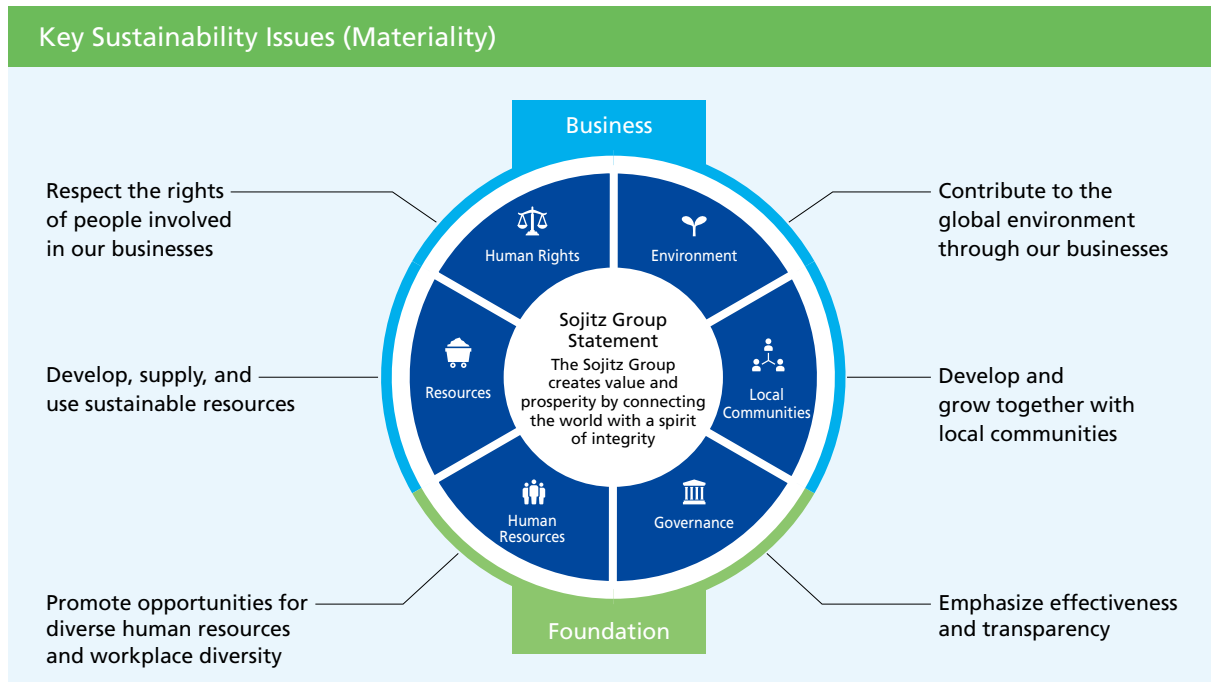 Key Sustainability Issues (Materiality)
Business
Respect the rights
of people involved
in our businesses
Contribute to the
global environment
through our businesses
Human Rights
Environment
Develop, supply, and
use sustainable resources
Resources
Sojitz Group
Statement
The Sojitz Group
creates value and
prosperity by connecting
the world with a spirit
of integrity
Local
Communities
Develop and
grow together with
local communities
Human
Resources
Governance
Promote opportunities for
diverse human resources
and workplace diversity
Foundation
Emphasize effectiveness
and transparency